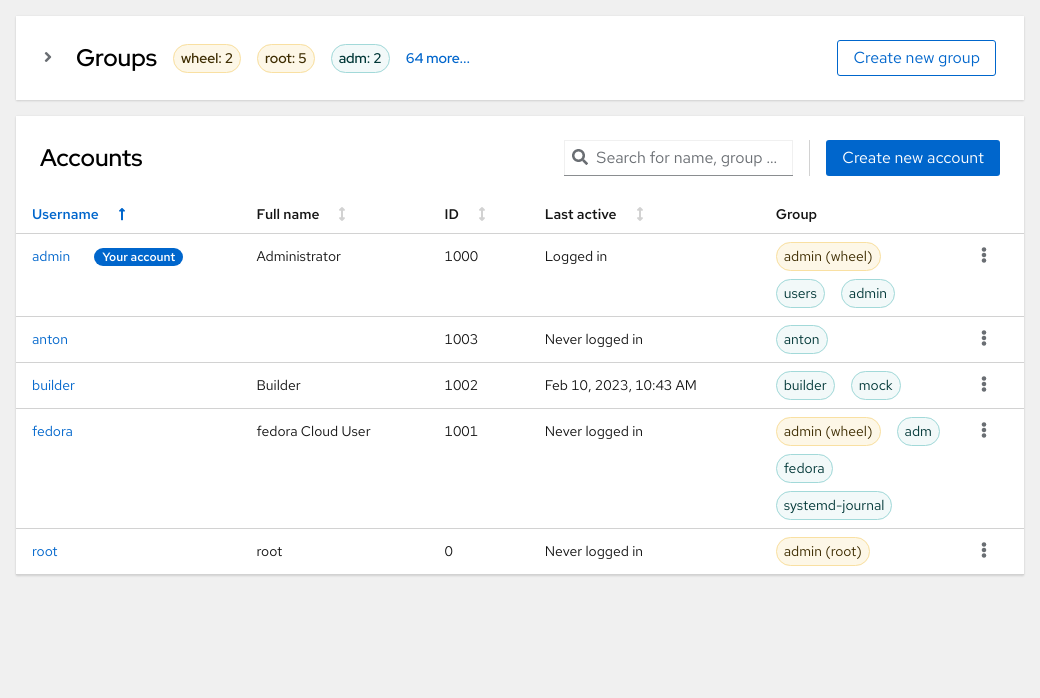 Groups wheel: 2 root: 5 adm: 2 64 more... Create new group
Accounts Search for name, group ... Create new account
Username Full name ID Last active Group
admin Your account Administrator 1000 Logged in admin (wheel)
users admin
anton 1003 Never logged in anton
builder Builder 1002 Feb 10, 2023, 10:43 AM builder mock
fedora fedora Cloud User 1001 Never logged in admin (wheel) adm
fedora
systemd-journal
root root 0 Never logged in admin (root)